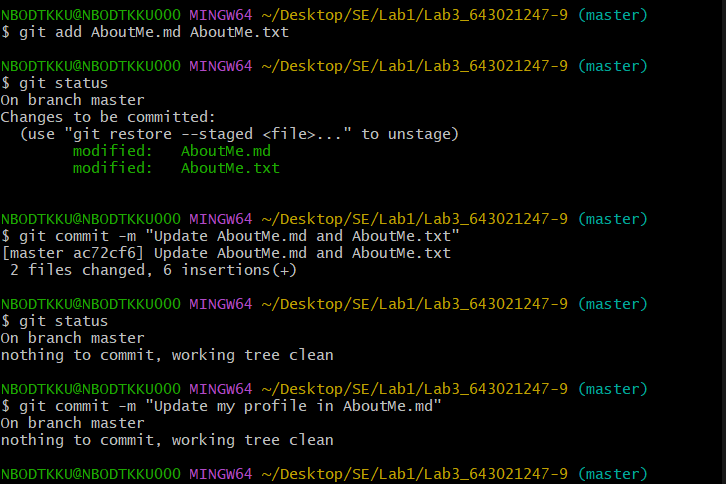 NBODTKKU@NBODTKKU000 MINGW64 ~/Desktop/SE/Lab1/Lab3_643021247-9 (master)
$ git add AboutMe.md AboutMe.txt
NBODTKKU@NBODTKKU000 MINGW64 ~/Desktop/SE/Lab1/Lab3_643021247-9 (master)
$ git status
On branch master
Changes to be committed:
  (use "git restore --staged <file>..." to unstage)
        modified:   AboutMe.md
        modified:   AboutMe.txt
NBODTKKU@NBODTKKU000 MINGW64 ~/Desktop/SE/Lab1/Lab3_643021247-9 (master)
$ git commit -m "Update AboutMe.md and AboutMe.txt"
[master ac72cf6] Update AboutMe.md and AboutMe.txt
 2 files changed, 6 insertions(+)
NBODTKKU@NBODTKKU000 MINGW64 ~/Desktop/SE/Lab1/Lab3_643021247-9 (master)
$ git status
On branch master
nothing to commit, working tree clean
NBODTKKU@NBODTKKU000 MINGW64 ~/Desktop/SE/Lab1/Lab3_643021247-9 (master)
$ git commit -m "Update my profile in AboutMe.md"
On branch master
nothing to commit, working tree clean
NBODTKKU@NBODTKKU000 MINGW64 ~/Desktop/SE/Lab1/Lab3_643021247-9 (master)